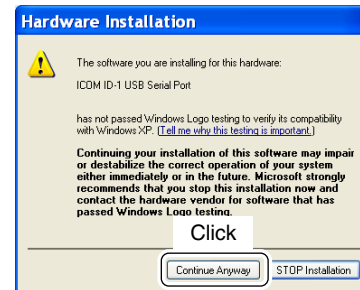 Hardware Installation
The software you are installing for this hardware:
ICOM ID-1 USB Serial Port
has not passed Windows Logo testing to verify its compatibility
with Windows XP. (Tell me why this testing is important.)
Continuing your installation of this software may impair
or destabilize the correct operation of your system
either immediately or in the future. Microsoft strongly
recommends that you stop this installation now and
contact the hardware vendor for software that has
passed Windows Logo testing.
Click
Continue Anyway
STOP Installation